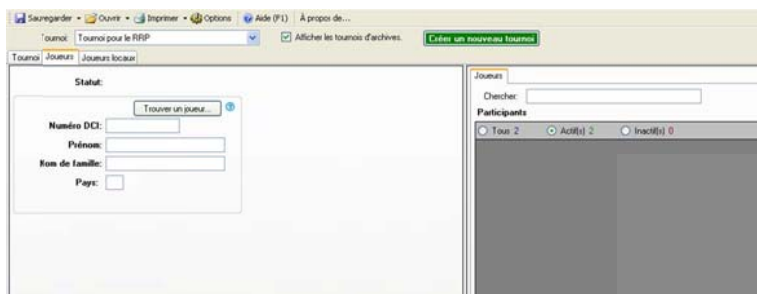 Sauvegarder Ouvrir Imprimer Options Aide (F1) À propos de...
Tournoi: Tournoi pour le RRIP Afficher les tournois d'archives. Créer un nouveau tournoi
Tournoi Joueurs Joueurs locaux
Statut:
Trouver un joueur...
Numéro DCI:
Prénom:
Nom de famille:
Pays:
Joueurs
Chercher:
Participants
Tous 2 Actif(s) 2 Inactif(s) 0